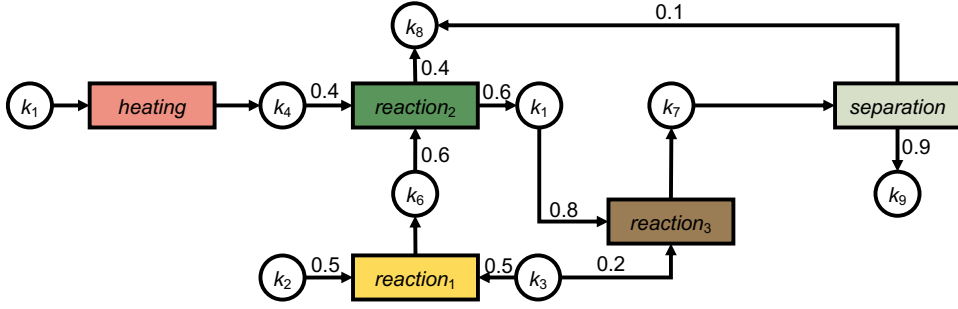 0.1
k8
0.4
k1
heating
k4
0.4
reaction2
0.6
k1
k7
separation
0.6
0.9
k6
k9
0.8
reaction3
k2
0.5
reaction1
0.5
k3
0.2